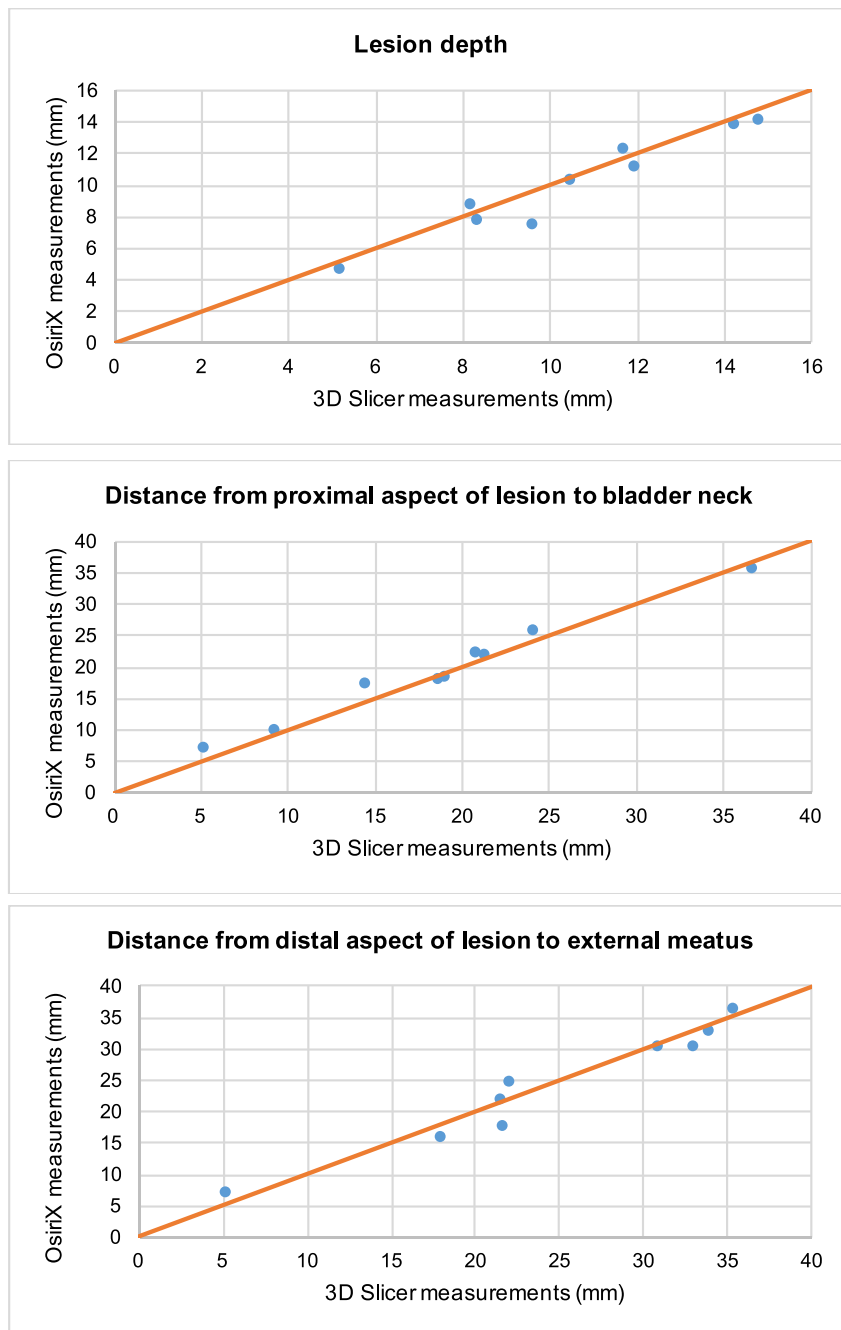 Lesion depth
OsiriX measurements (mm)
16
14
12
10
8
6
4
2
0
0 2 4 6 8 10 12 14 16
3D Slicer measurements (mm)
Distance from proximal aspect of lesion to bladder neck
OsiriX measurements (mm)
40
35
30
25
20
15
10
5
0
0 5 10 15 20 25 30 35 40
3D Slicer measurements (mm)
Distance from distal aspect of lesion to external meatus
OsiriX measurements (mm)
40
35
30
25
20
15
10
5
0
0 5 10 15 20 25 30 35 40
3D Slicer measurements (mm)